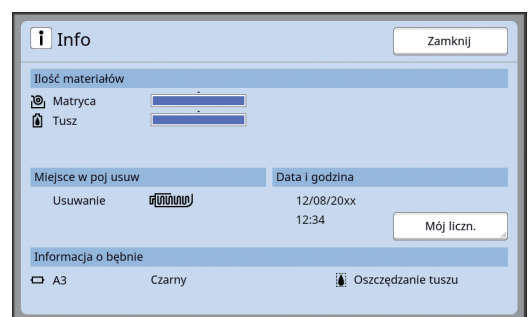 i Info
Zamknij
Ilość materiałów
Matryca
Tusz
Miejsce w poj usuw
Data i godzina
Usuwanie
12/08/20xx
12:34
Mój liczn.
Informacja o bębnie
A3 Czarny Oszczędzanie tuszu